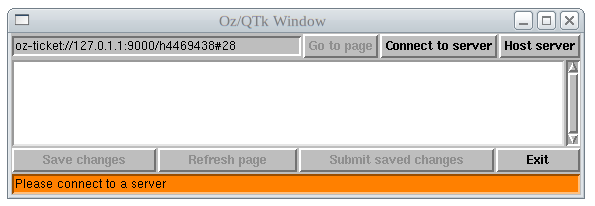 Oz/QTk Window
oz-ticket://127.0.1.1:9000/h4469438#28 Go to page Connect to server Host server
Save changes Refresh page Submit saved changes Exit
Please connect to a server